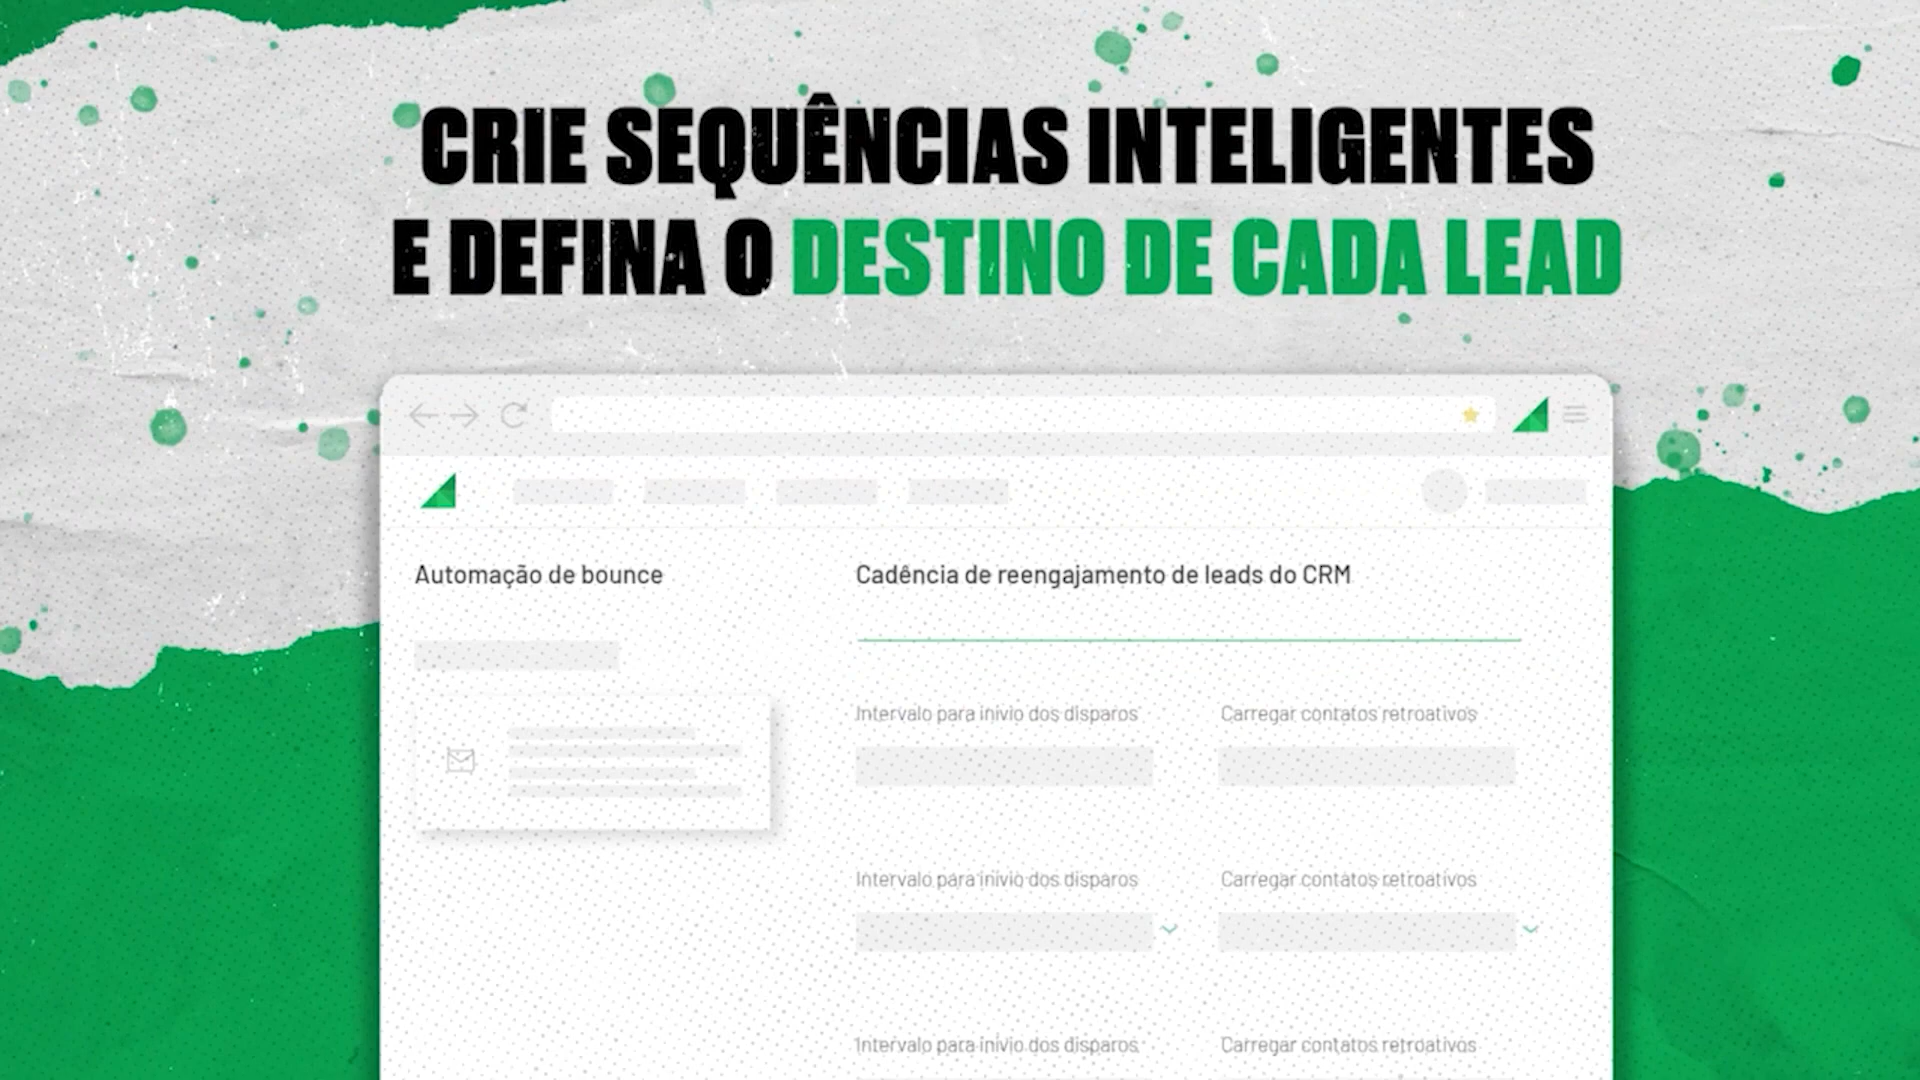 CRIE SEQUÊNCIAS INTELIGENTES
E DEFINA O DESTINO DE CADA LEAD
Automação de bounce
Cadência de reengajamento de leads do CRM
Intervalo para inivio dos disparos
Carregar contatos retroativos
Intervalo para inivio dos disparos
Carregar contatos retroativos
Intervalo para inivio dos disparos
Carregar contatos retroativos